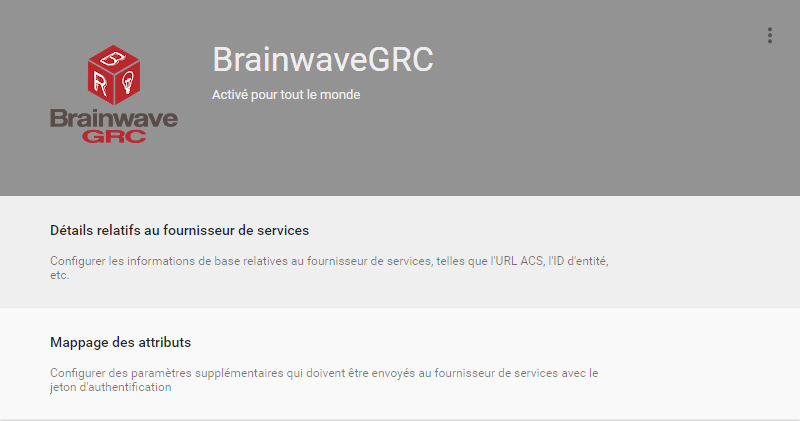 BrainwaveGRC
Activé pour tout le monde
B
R
Brainwave
GRC
Détails relatifs au fournisseur de services
Configurer les informations de base relatives au fournisseur de services, telles que l'URL ACS, l'ID d'entité,
etc.
Mappage des attributs
Configurer des paramètres supplémentaires qui doivent être envoyés au fournisseur de services avec le
jeton d'authentification